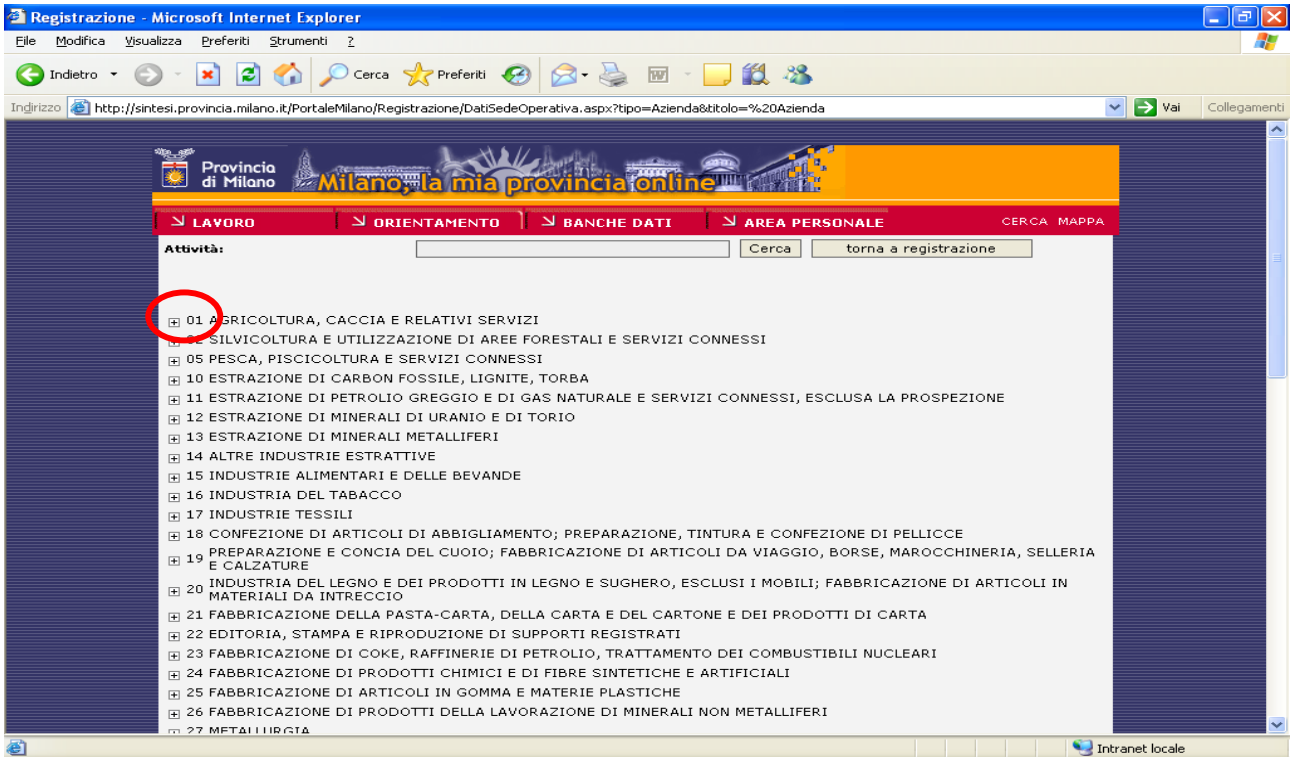 Registrazione - Microsoft Internet Explorer
File Modifica Visualizza Preferiti Strumenti ?
Indietro Cerca Preferiti
Indirizzo http://sintesi.provincia.milano.it/PortaleMilano/Registrazione/DatiSedeOperativa.aspx?tipo=Azienda&titolo=%20Azienda Vai Collegamenti
Provincia
di Milano
Milano, la mia provincia online
LAVORO ORIENTAMENTO BANCHE DATI AREA PERSONALE CERCA MAPPA
Attività: Cerca torna a registrazione
01 AGRICOLTURA, CACCIA E RELATIVI SERVIZI
02 SILVICOLTURA E UTILIZZAZIONE DI AREE FORESTALI E SERVIZI CONNESSI
05 PESCA, PISCICOLTURA E SERVIZI CONNESSI
10 ESTRAZIONE DI CARBON FOSSILE, LIGNITE, TORBA
11 ESTRAZIONE DI PETROLIO GREGGIO E DI GAS NATURALE E SERVIZI CONNESSI, ESCLUSA LA PROSPEZIONE
12 ESTRAZIONE DI MINERALI DI URANIO E DI TORIO
13 ESTRAZIONE DI MINERALI METALLIFERI
14 ALTRE INDUSTRIE ESTRATTIVE
15 INDUSTRIE ALIMENTARI E DELLE BEVANDE
16 INDUSTRIA DEL TABACCO
17 INDUSTRIE TESSILI
18 CONFEZIONE DI ARTICOLI DI ABBIGLIAMENTO; PREPARAZIONE, TINTURA E CONFEZIONE DI PELLICCE
19 PREPARAZIONE E CONCIA DEL CUOIO; FABBRICAZIONE DI ARTICOLI DA VIAGGIO, BORSE, MAROCCHINERIA, SELLERIA
E CALZATURE
20 INDUSTRIA DEL LEGNO E DEI PRODOTTI IN LEGNO E SUGHERO, ESCLUSI I MOBILI; FABBRICAZIONE DI ARTICOLI IN
MATERIALI DA INTRECCIO
21 FABBRICAZIONE DELLA PASTA-CARTA, DELLA CARTA E DEL CARTONE E DEI PRODOTTI DI CARTA
22 EDITORIA, STAMPA E RIPRODUZIONE DI SUPPORTI REGISTRATI
23 FABBRICAZIONE DI COKE, RAFFINERIE DI PETROLIO, TRATTAMENTO DEI COMBUSTIBILI NUCLEARI
24 FABBRICAZIONE DI PRODOTTI CHIMICI E DI FIBRE SINTETICHE E ARTIFICIALI
25 FABBRICAZIONE DI ARTICOLI IN GOMMA E MATERIE PLASTICHE
26 FABBRICAZIONE DI PRODOTTI DELLA LAVORAZIONE DI MINERALI NON METALLIFERI
27 METALLURGIA
Intranet locale